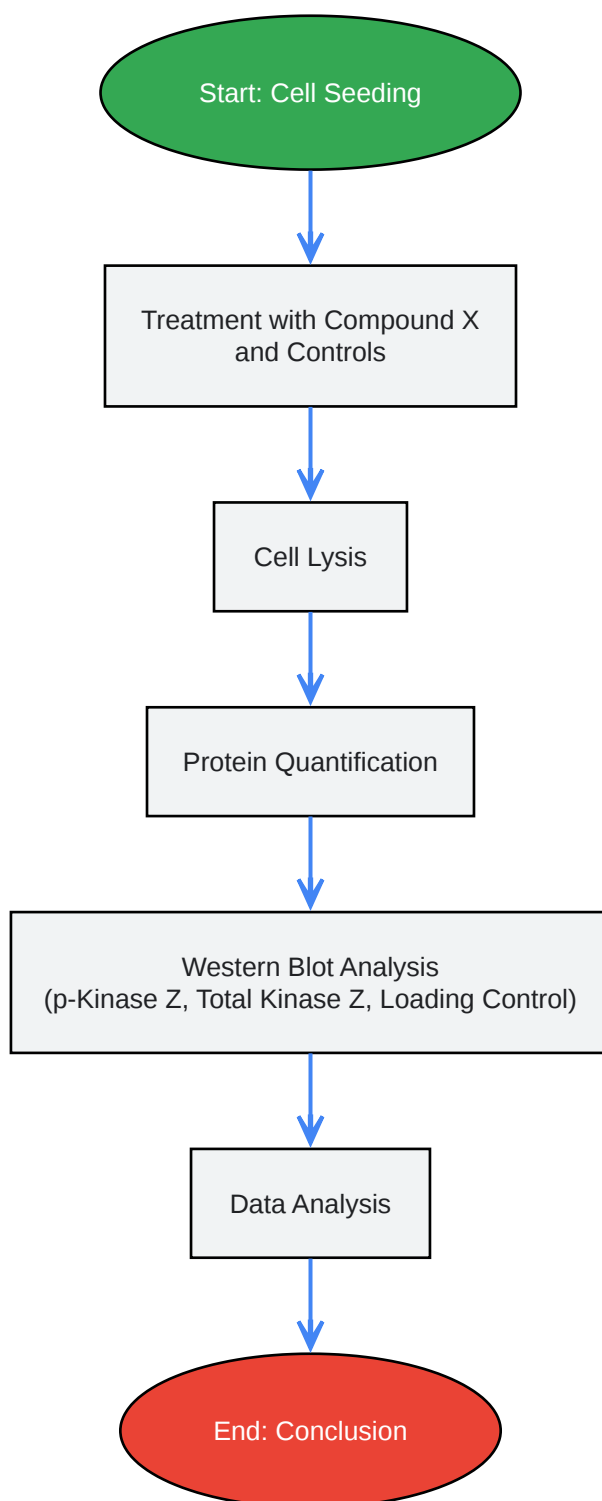 Start: Cell Seeding
Treatment with Compound X
and Controls
Cell Lysis
Protein Quantification
Western Blot Analysis
(p-Kinase Z, Total Kinase Z, Loading Control)
Data Analysis
End: Conclusion